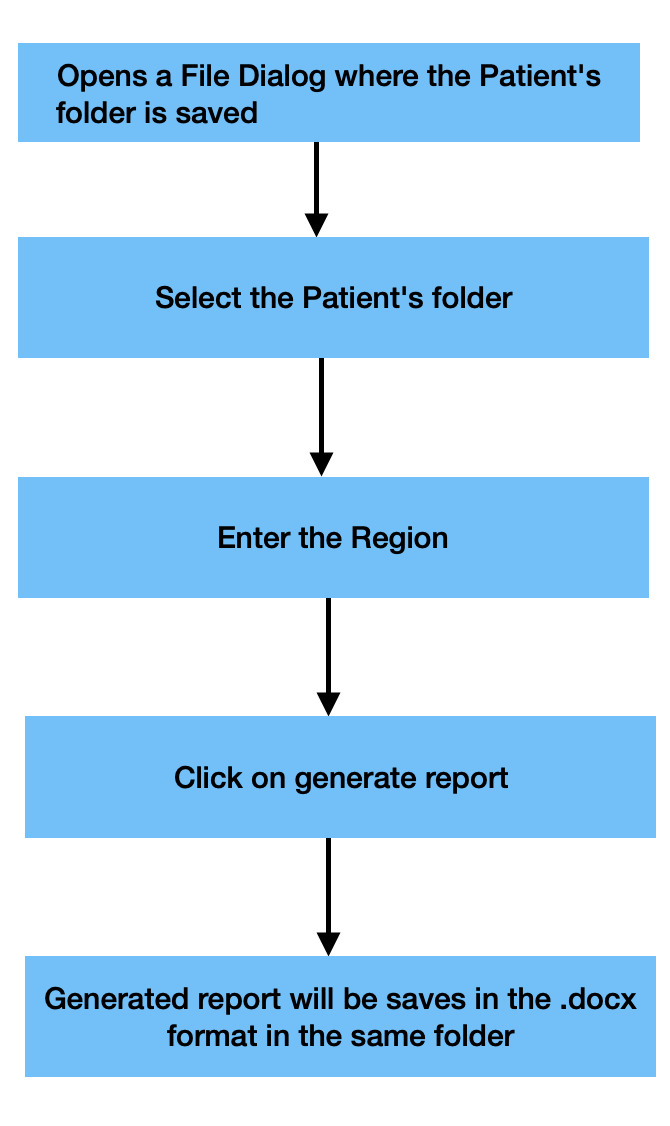 Opens a File Dialog where the Patient's
folder is saved
Select the Patient's folder
Enter the Region
Click on generate report
Generated report will be saves in the .docx
format in the same folder